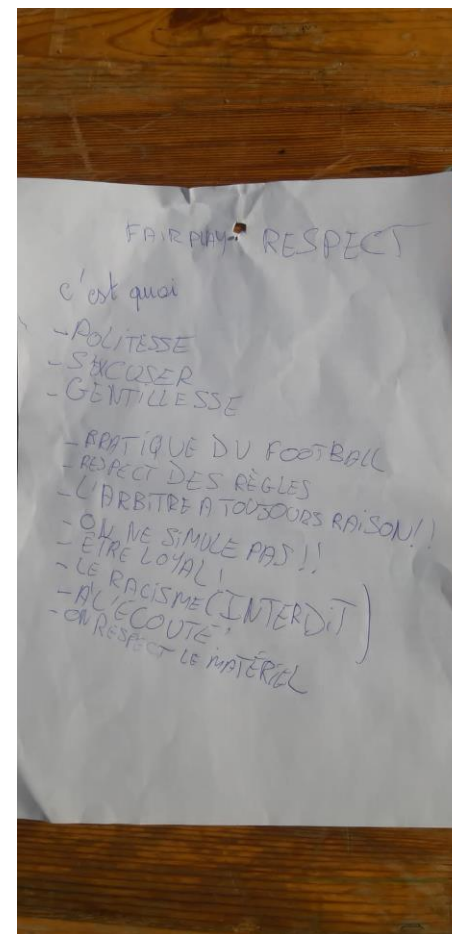 FAIRPLAY RESPECT
c'est quoi
- POLITESSE
- S'EXCUSER
- GENTILLESSE
- PRATIQUE DU FOOTBALL
- RESPECT DES RÈGLES
- L'ARBITRE A TOUJOURS RAISON!!
- ON NE SIMULE PAS!!
- ÊTRE LOYAL!
- LE RACISME (INTERDIT)
- A L'ÉCOUTE
- ON RESPECT LE MATÉRIEL